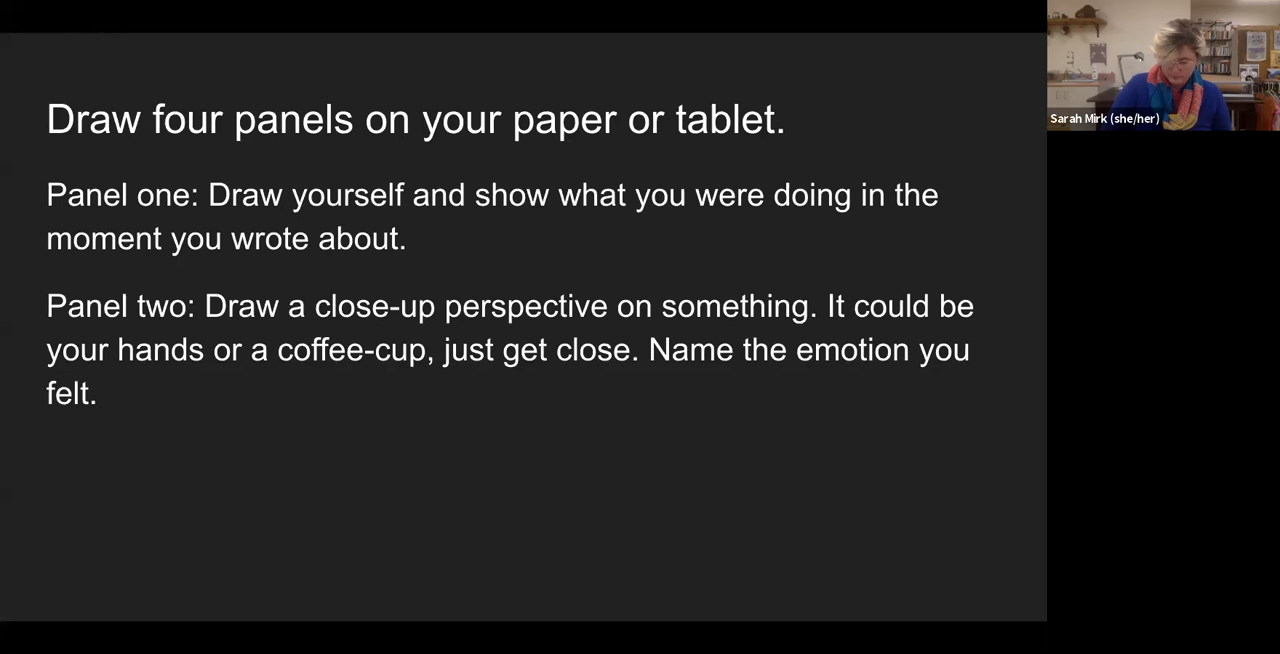 Draw four panels on your paper or tablet.
Panel one: Draw yourself and show what you were doing in the
moment you wrote about.
Panel two: Draw a close-up perspective on something. It could be
your hands or a coffee-cup, just get close. Name the emotion you
felt.
Sarah Mirk (she/her)